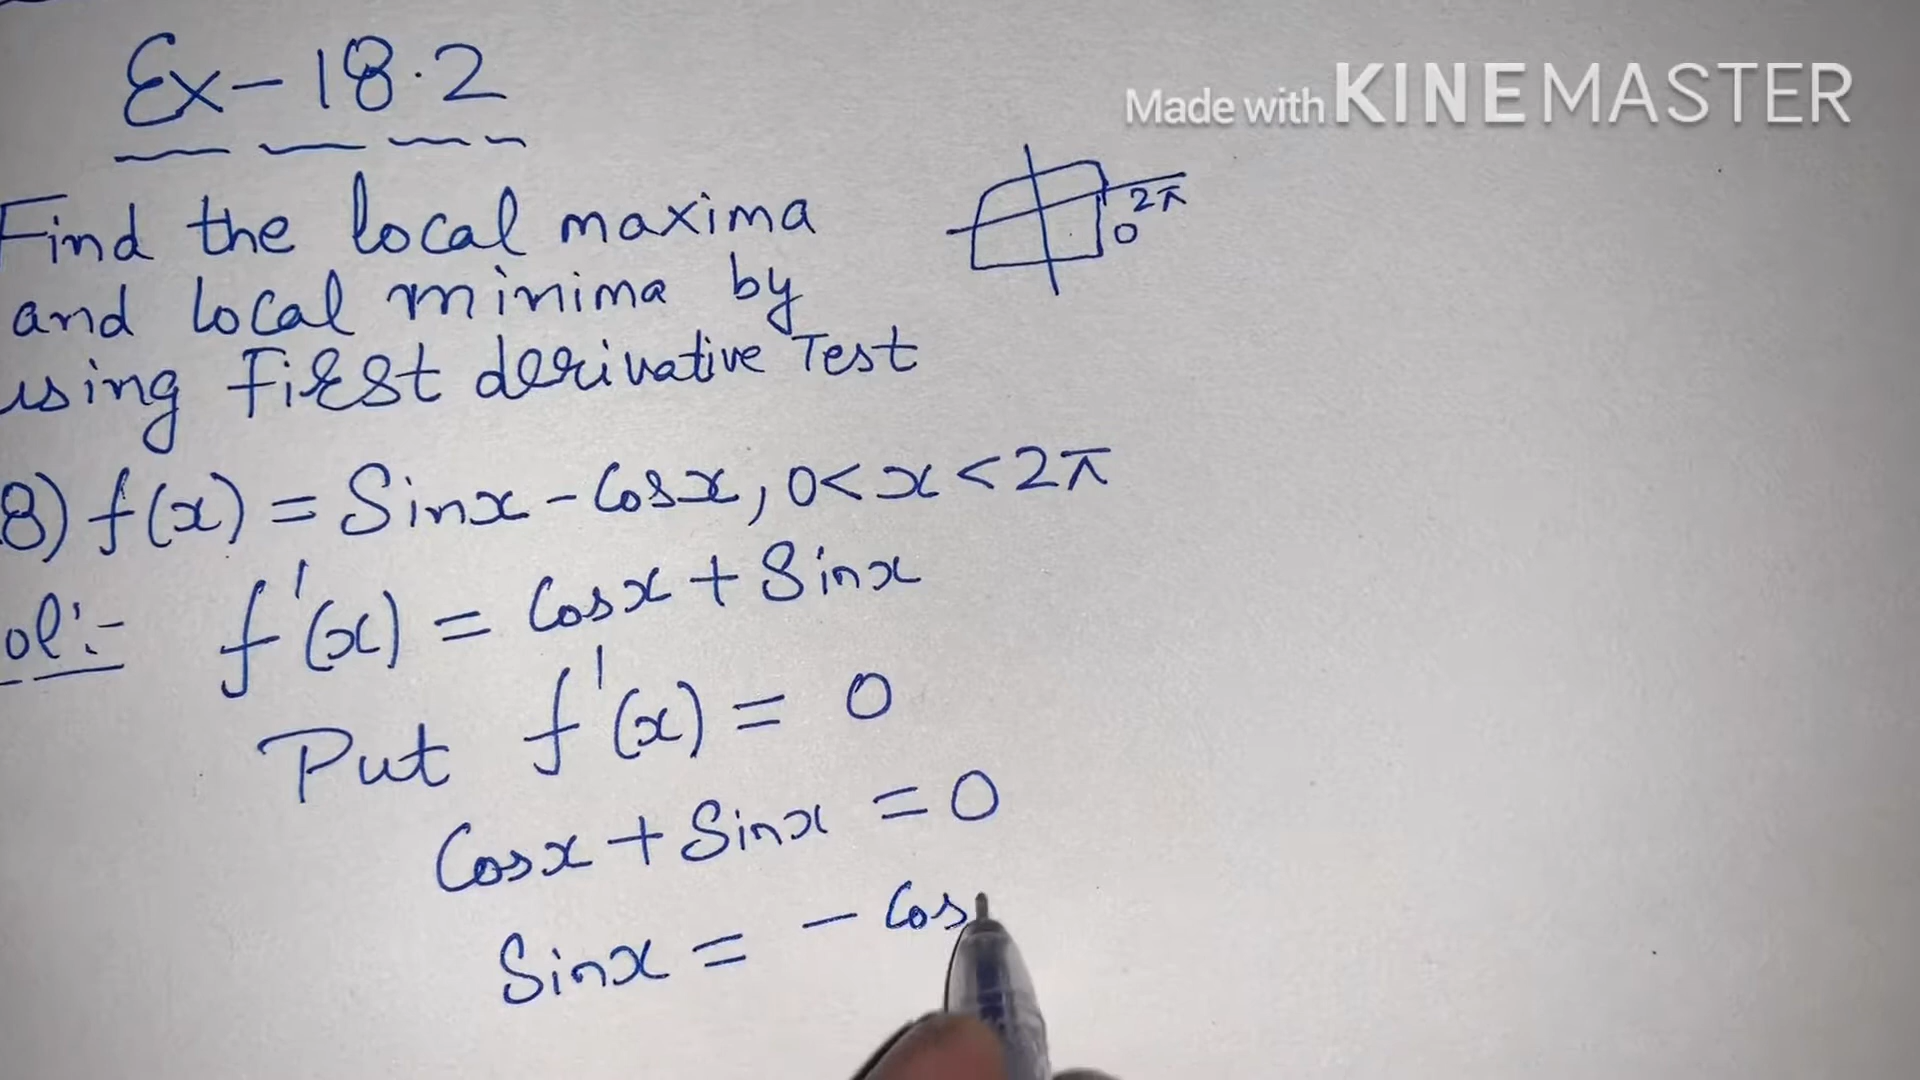 Ex-18.2
Made with KINEMASTER
Find the local maxima
and local minima by
using First derivative Test
2π
0
8) f(x) = Sinx - Cosx, 0<x<2π
Sol:- f'(x) = Cosx + Sinx
Put f'(x) = 0
Cosx + Sinx = 0
Sinx = - Cos